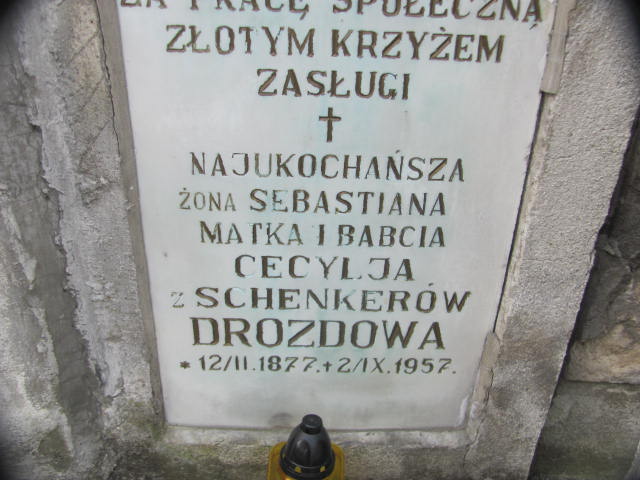 ZA PRACĘ SPOŁECZNĄ
ZŁOTYM KRZYŻEM
ZASŁUGI
†
NAJUKOCHAŃSZA
ŻONA SEBASTIANA
MATKA I BABCIA
CECYLJA
z SCHENKERÓW
DROZDOWA
* 12/II.1877. + 2/IX.1957.